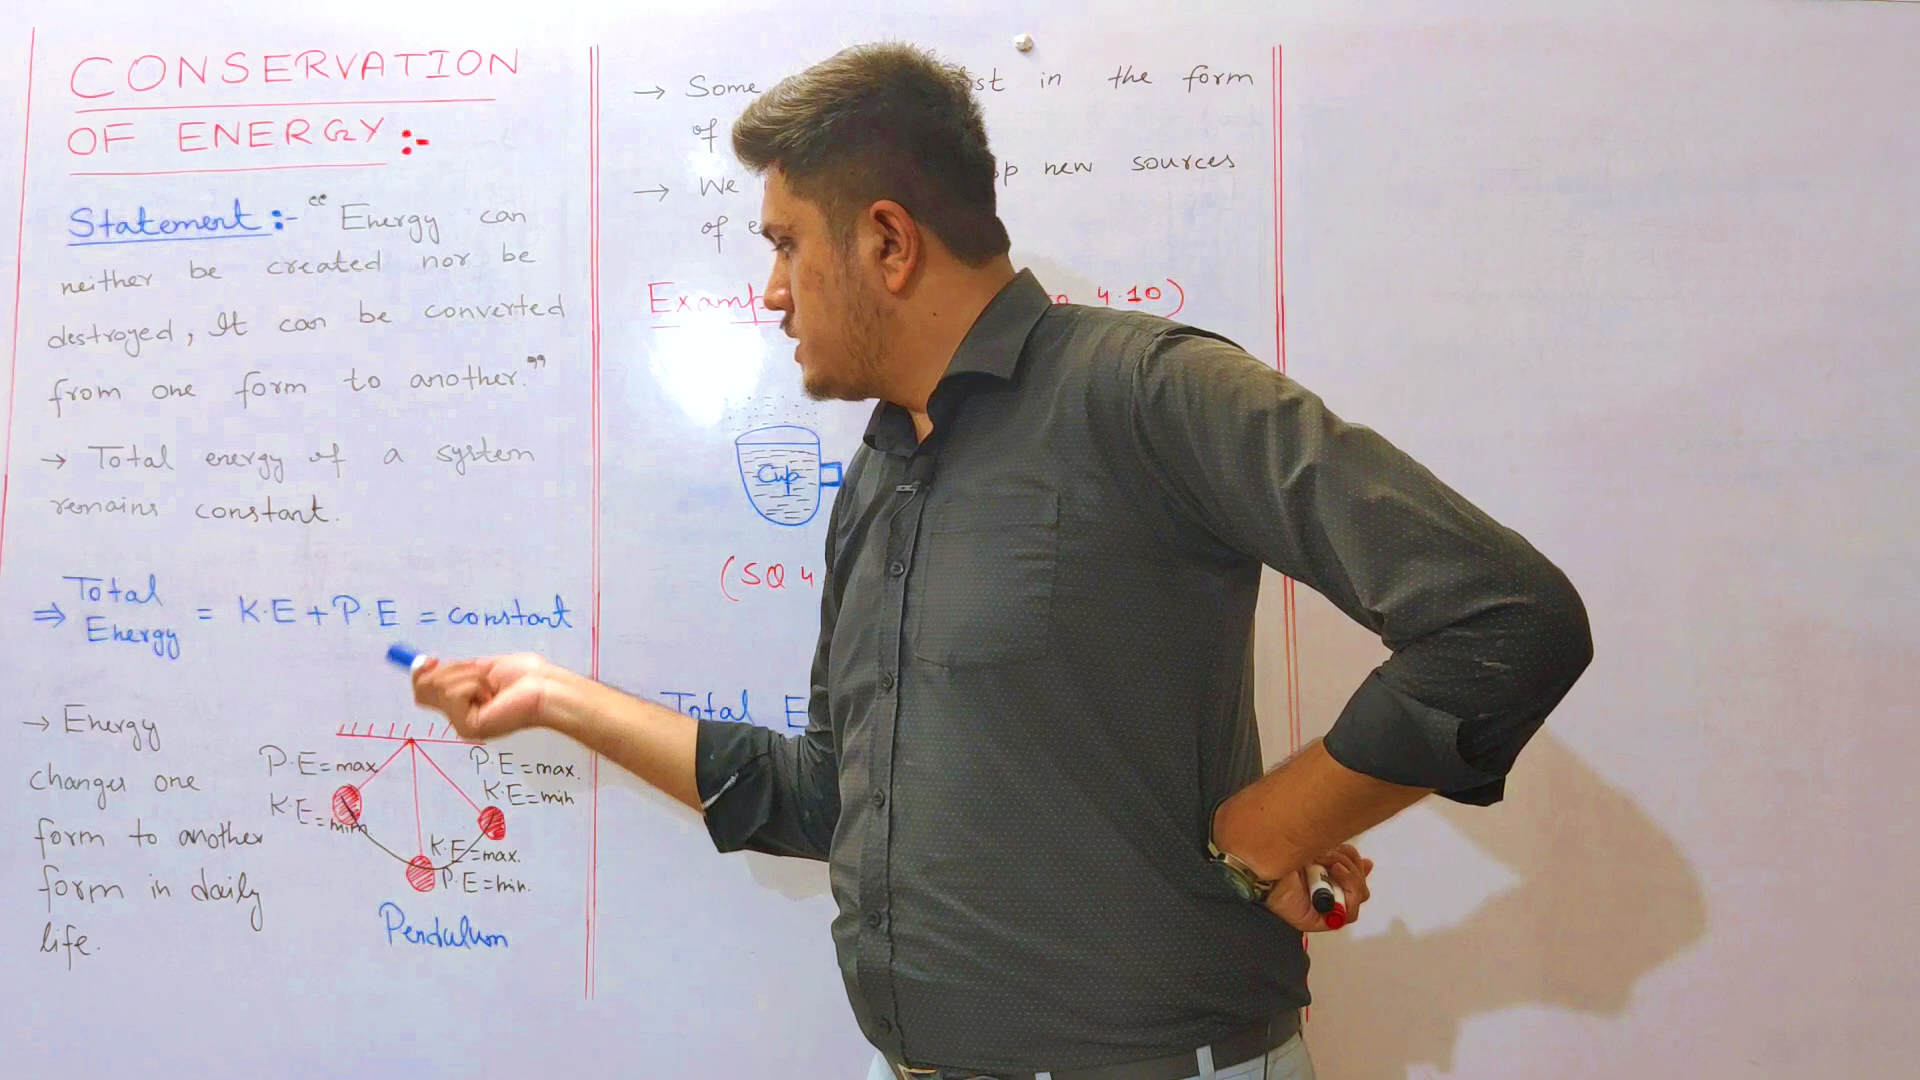 CONSERVATION
OF ENERGY :-
Statement :- “ Energy can
neither be created nor be
destroyed, It can be converted
from one form to another.”
→ Total energy of a system
remains constant.
⇒ Total Energy = K.E + P.E = constant
→ Energy
changes one
form to another
form in daily
life.
P.E = max
K.E = min
P.E = max.
K.E = min
K.E = max.
P.E = min.
Pendulum
→ Some in the form
of
→ We new sources
of
4.10)
Cup
(SQ 4
Total E